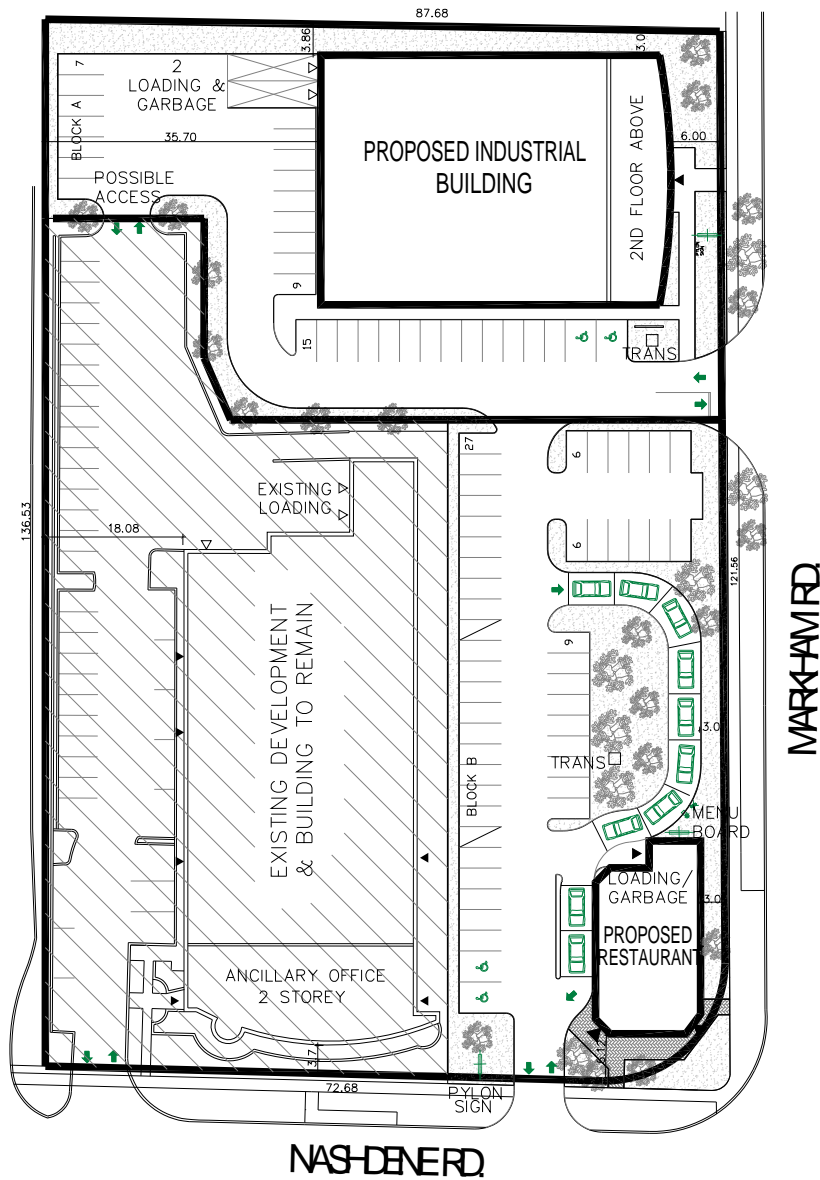 87.68
3.86
3.0
7
2
LOADING &
GARBAGE
BLOCK A
35.70
6.00
PROPOSED INDUSTRIAL
BUILDING
2ND FLOOR ABOVE
POSSIBLE
ACCESS
9
15
TRANS
27
6
EXISTING
LOADING
136.53
18.08
6
121.56
MARKHAM RD.
EXISTING DEVELOPMENT
& BUILDING TO REMAIN
9
3.0
TRANS
BLOCK B
MENU
BOARD
LOADING/
GARBAGE
3.0
PROPOSED
RESTAURANT
ANCILLARY OFFICE
2 STOREY
3.7
72.68
PYLON
SIGN
NASHDENE RD.